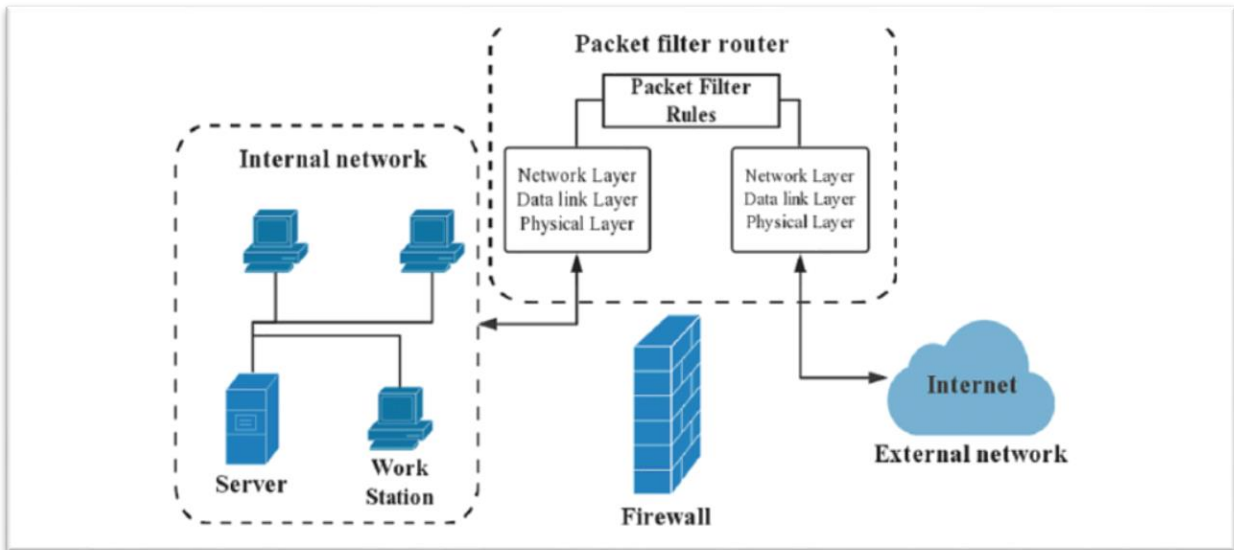 Packet filter router
Packet Filter
Rules
Internal network
Network Layer
Data link Layer
Physical Layer
Network Layer
Data link Layer
Physical Layer
Server
Work
Station
Firewall
Internet
External network